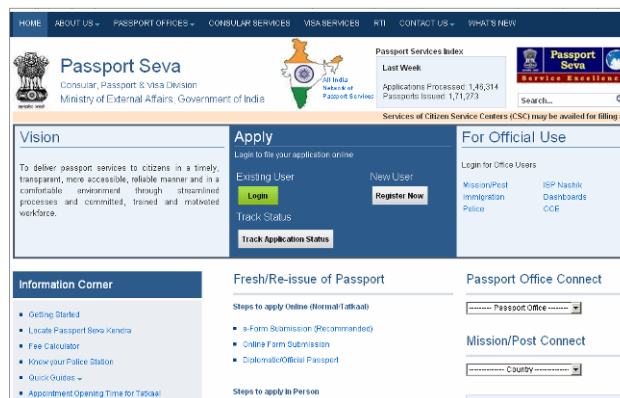 HOME ABOUT US PASSPORT OFFICES CONSULAR SERVICES VISA SERVICES RTI CONTACT US WHAT'S NEW
Passport Seva
Consular, Passport & Visa Division
Ministry of External Affairs, Government of India
All India
Network of
Passport Services
Passport Services Index
Last Week
Applications Processed: 1,46,314
Passports Issued: 1,71,273
Passport
Seva
Service Excellenc
Search...
Services of Citizen Service Centers (CSC) may be availed for filling
Vision
To deliver passport services to citizens in a timely,
transparent, more accessible, reliable manner and in a
comfortable environment through streamlined
processes and committed, trained and motivated
workforce.
Apply
Login to file your application online
Existing User New User
Login Register Now
Track Status
Track Application Status
For Official Use
Login for Office Users
Mission/Post ISP Nashik
Immigration Dashboards
Police CCE
Information Corner
Getting Started
Locate Passport Seva Kendra
Fee Calculator
Know your Police Station
Quick Guides
Appointment Opening Time for Tatkaal
Fresh/Re-issue of Passport
Steps to apply Online (Normal/Tatkaal)
e-Form Submission (Recommended)
Online Form Submission
Diplomatic/Official Passport
Steps to apply in Person
Passport Office Connect
--------- Passport Office ---------
Mission/Post Connect
-------------- Country --------------